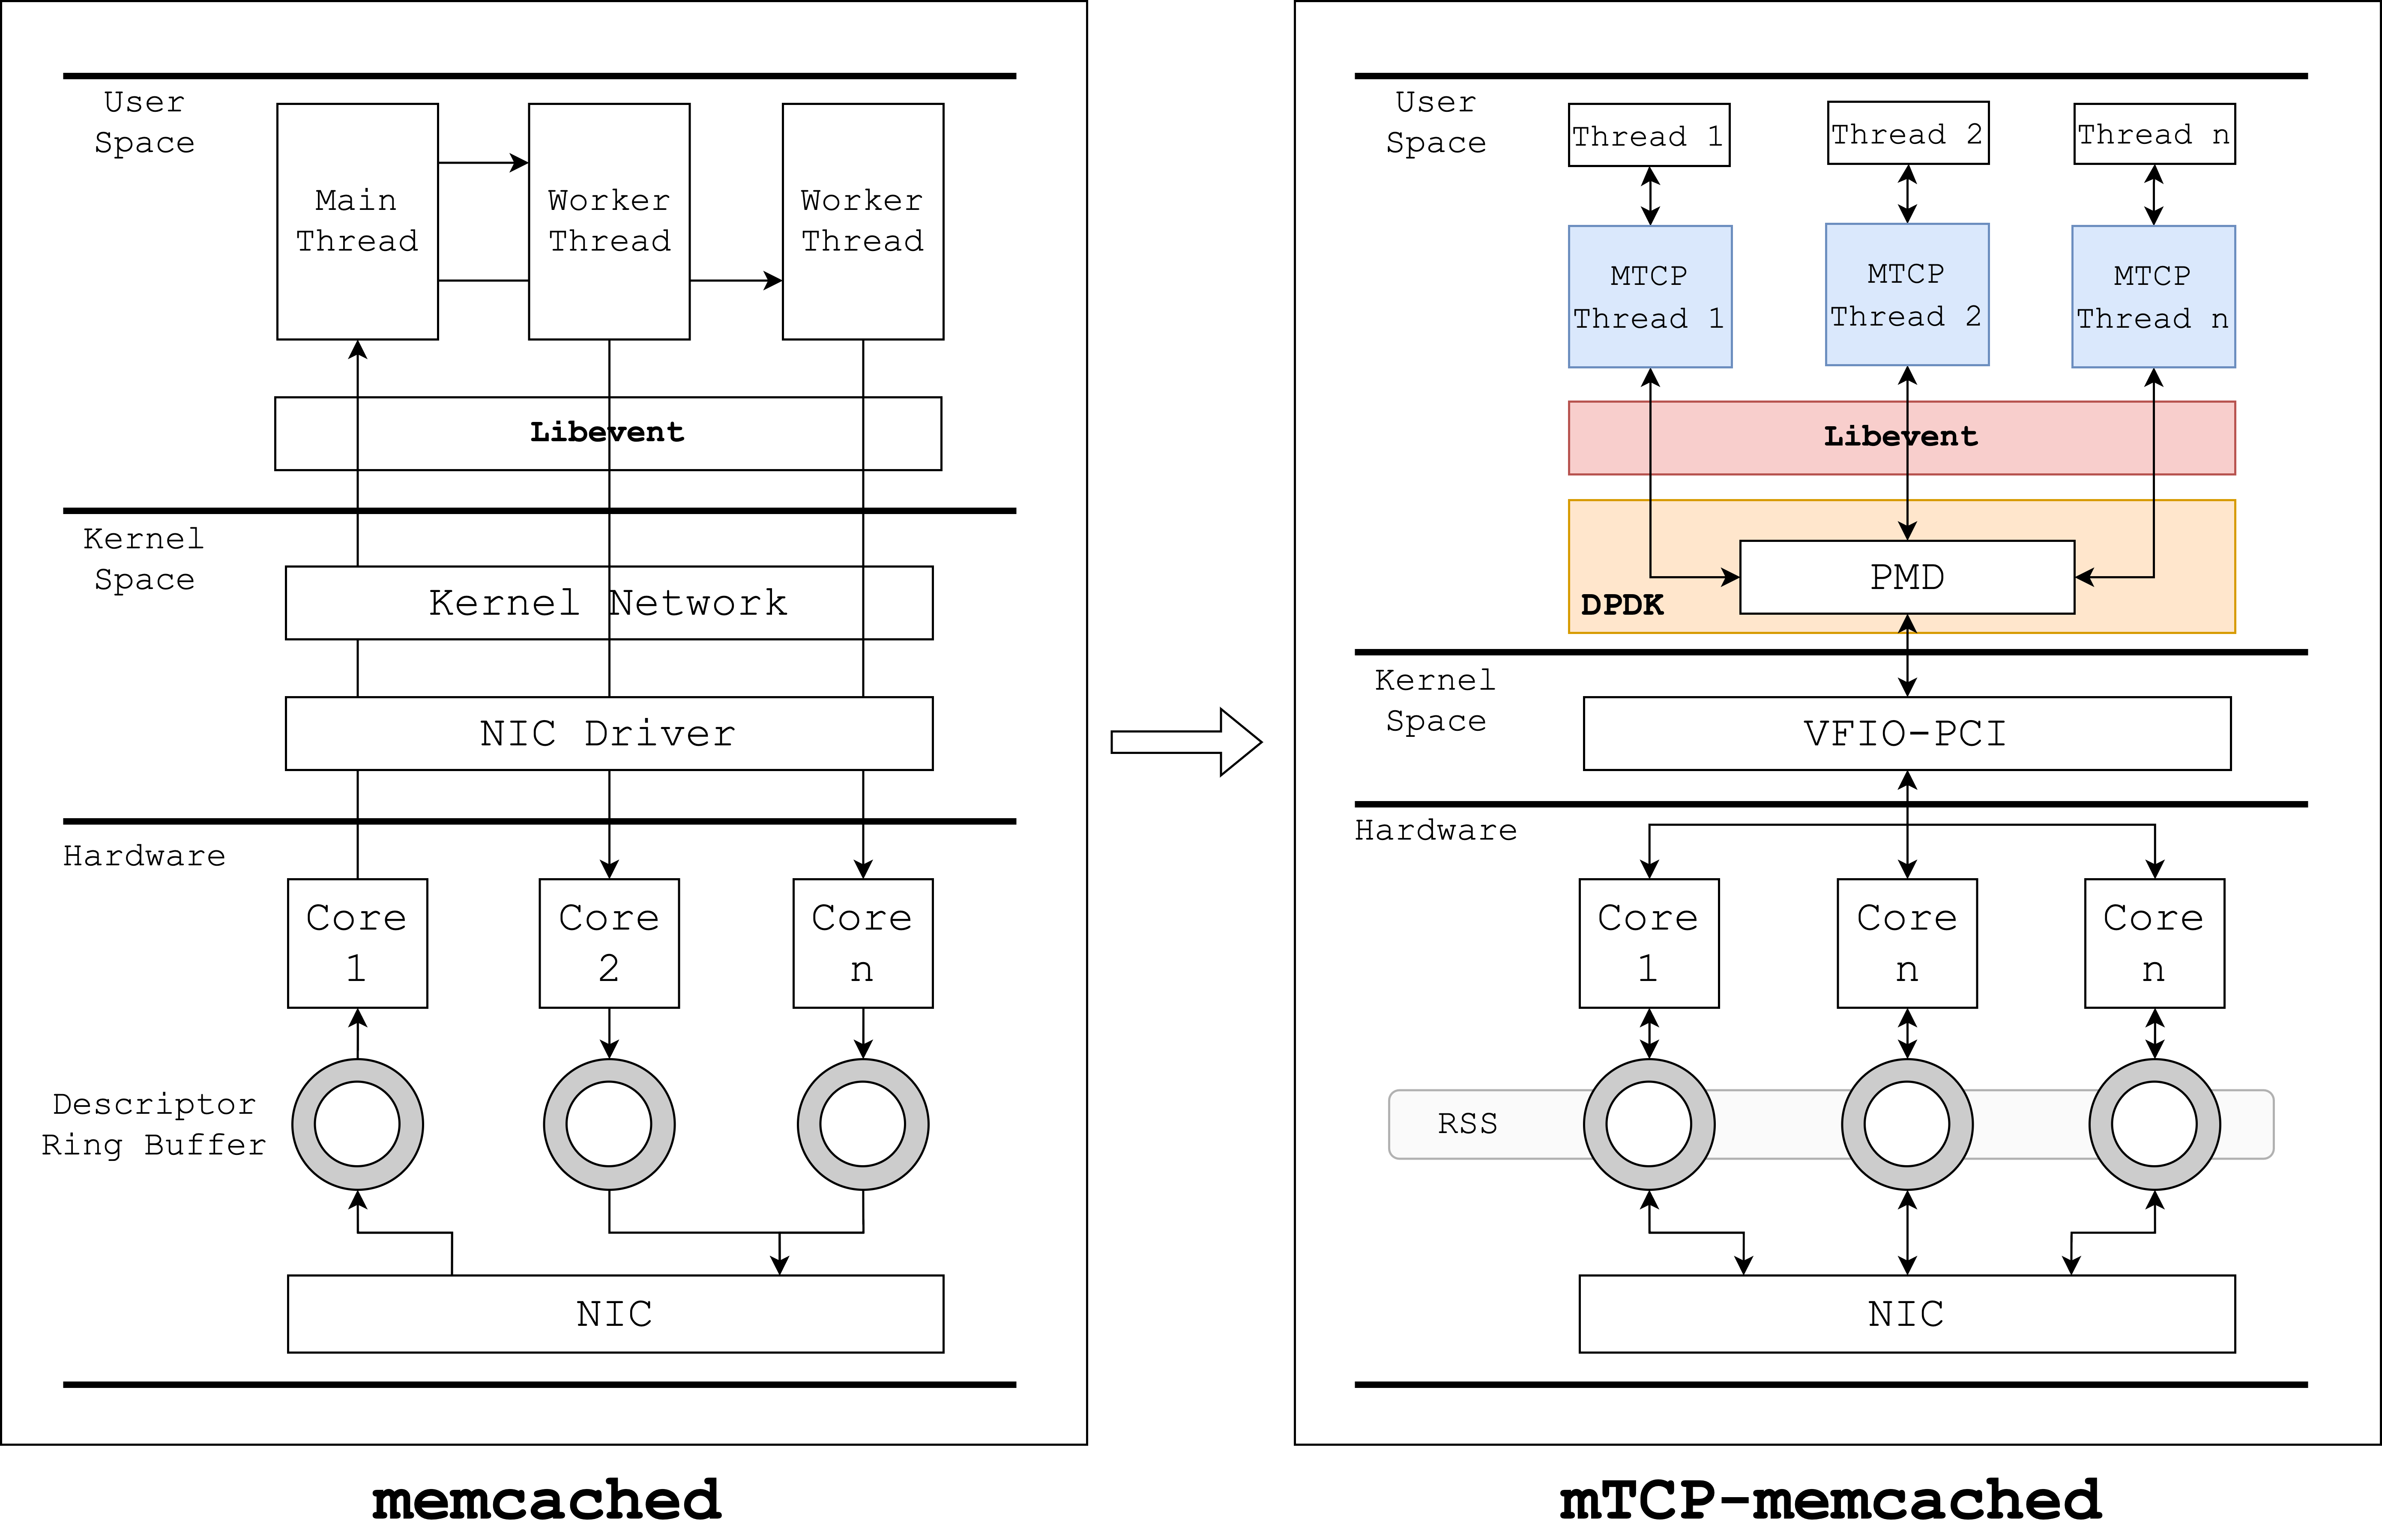 User
Space
Main
Thread
Worker
Thread
Worker
Thread
Libevent
Kernel
Space
Kernel Network
NIC Driver
Hardware
Core
1
Core
2
Core
n
Descriptor
Ring Buffer
NIC
memcached
User
Space
Thread 1
Thread 2
Thread n
MTCP
Thread 1
MTCP
Thread 2
MTCP
Thread n
Libevent
PMD
DPDK
Kernel
Space
VFIO-PCI
Hardware
Core
1
Core
n
Core
n
RSS
NIC
mTCP-memcached